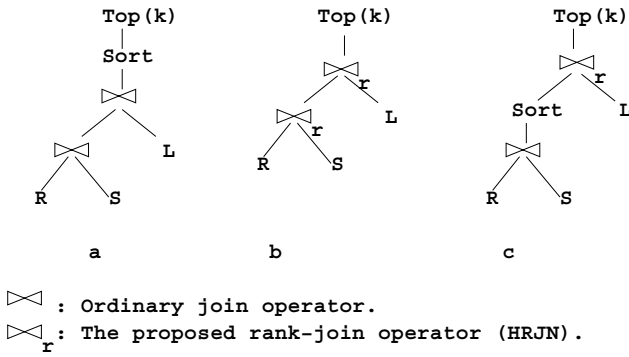 Top(k) Top(k) Top(k)
Sort
r r
Sort L L
r
L
R S R S
R S
a b c
: Ordinary join operator.
r : The proposed rank-join operator (HRJN).